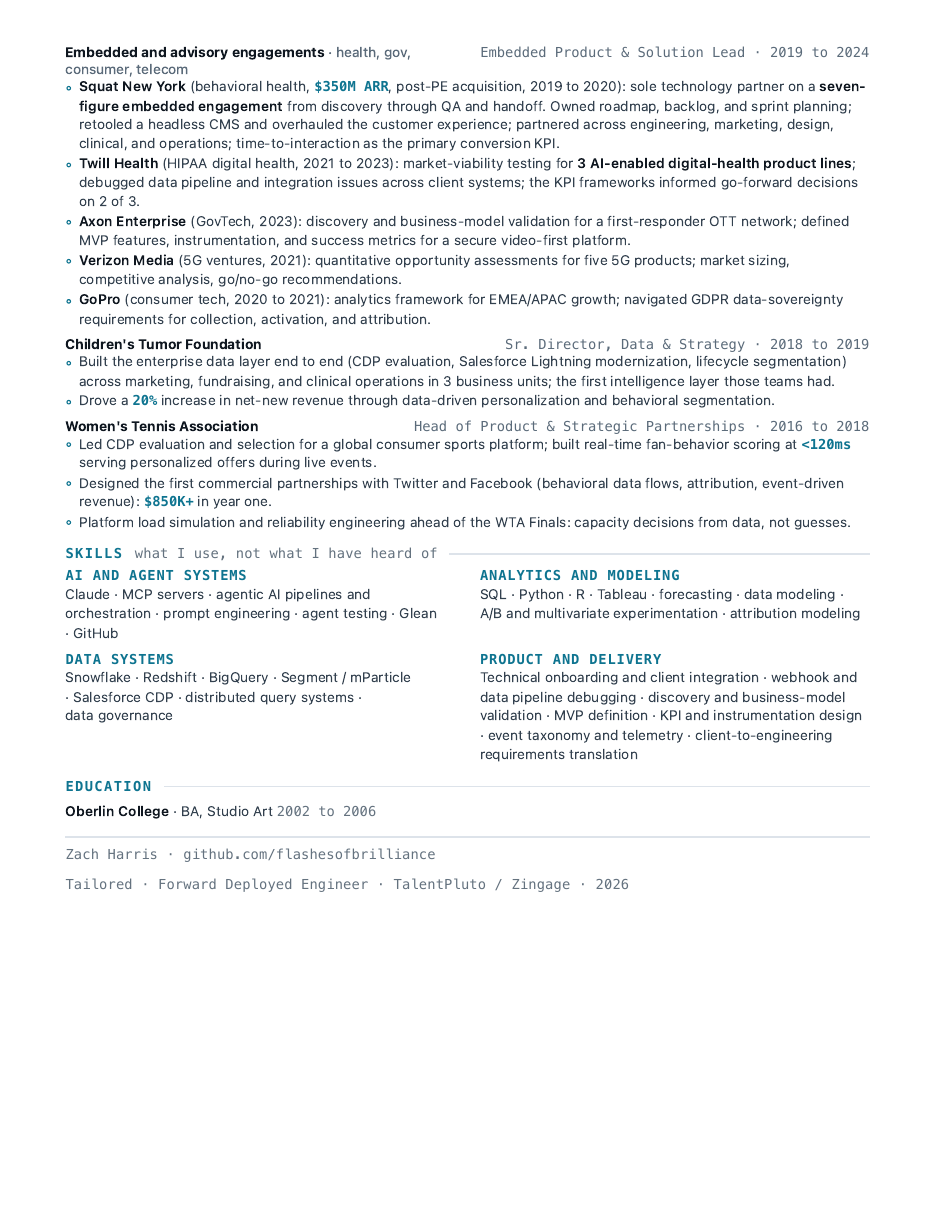 Embedded and advisory engagements · health, gov, consumer, telecom
Embedded Product & Solution Lead · 2019 to 2024
Squat New York (behavioral health, $350M ARR, post-PE acquisition, 2019 to 2020): sole technology partner on a seven-
figure embedded engagement from discovery through QA and handoff. Owned roadmap, backlog, and sprint planning;
retooled a headless CMS and overhauled the customer experience; partnered across engineering, marketing, design,
clinical, and operations; time-to-interaction as the primary conversion KPI.
Twill Health (HIPAA digital health, 2021 to 2023): market-viability testing for 3 AI-enabled digital-health product lines;
debugged data pipeline and integration issues across client systems; the KPI frameworks informed go-forward decisions
on 2 of 3.
Axon Enterprise (GovTech, 2023): discovery and business-model validation for a first-responder OTT network; defined
MVP features, instrumentation, and success metrics for a secure video-first platform.
Verizon Media (5G ventures, 2021): quantitative opportunity assessments for five 5G products; market sizing,
competitive analysis, go/no-go recommendations.
GoPro (consumer tech, 2020 to 2021): analytics framework for EMEA/APAC growth; navigated GDPR data-sovereignty
requirements for collection, activation, and attribution.
Children's Tumor Foundation
Sr. Director, Data & Strategy · 2018 to 2019
Built the enterprise data layer end to end (CDP evaluation, Salesforce Lightning modernization, lifecycle segmentation)
across marketing, fundraising, and clinical operations in 3 business units; the first intelligence layer those teams had.
Drove a 20% increase in net-new revenue through data-driven personalization and behavioral segmentation.
Women's Tennis Association
Head of Product & Strategic Partnerships · 2016 to 2018
Led CDP evaluation and selection for a global consumer sports platform; built real-time fan-behavior scoring at <120ms
serving personalized offers during live events.
Designed the first commercial partnerships with Twitter and Facebook (behavioral data flows, attribution, event-driven
revenue): $850K+ in year one.
Platform load simulation and reliability engineering ahead of the WTA Finals: capacity decisions from data, not guesses.
SKILLS what I use, not what I have heard of
AI AND AGENT SYSTEMS
Claude · MCP servers · agentic AI pipelines and
orchestration · prompt engineering · agent testing · Glean
· GitHub
ANALYTICS AND MODELING
SQL · Python · R · Tableau · forecasting · data modeling ·
A/B and multivariate experimentation · attribution modeling
DATA SYSTEMS
Snowflake · Redshift · BigQuery · Segment / mParticle
· Salesforce CDP · distributed query systems ·
data governance
PRODUCT AND DELIVERY
Technical onboarding and client integration · webhook and
data pipeline debugging · discovery and business-model
validation · MVP definition · KPI and instrumentation design
· event taxonomy and telemetry · client-to-engineering
requirements translation
EDUCATION
Oberlin College · BA, Studio Art 2002 to 2006
Zach Harris · github.com/flashesofbrilliance
Tailored · Forward Deployed Engineer · TalentPluto / Zingage · 2026